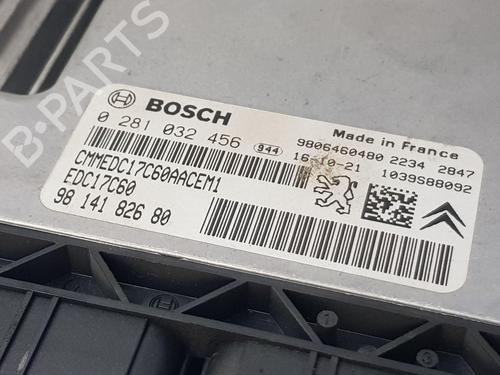 B-PARTS
BOSCH
Made in France
0 281 032 456
944
16-10-21
9806460480 2234 2847
1039S88092
CMMEDC17C60AACEM1
EDC17C60
98 141 826 80
BOSCH